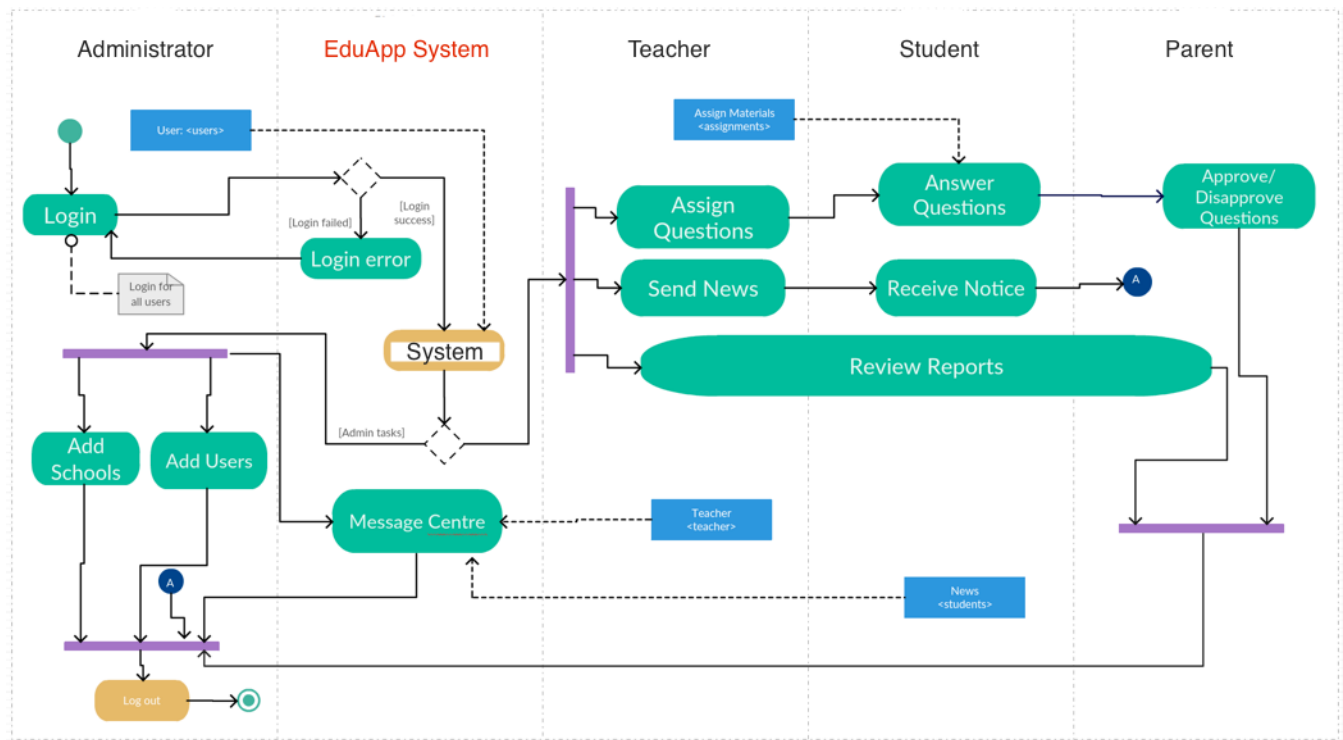 Administrator
EduApp System
Teacher
Student
Parent
User: <users>
Assign Materials
<assignments>
Login
[Login failed]
[Login
success]
Login error
Login for
all users
Assign
Questions
Answer
Questions
Approve/
Disapprove
Questions
Send News
Receive Notice
A
System
Review Reports
[Admin tasks]
Add
Schools
Add Users
Message Centre
Teacher
<teacher>
A
News
<students>
Log out